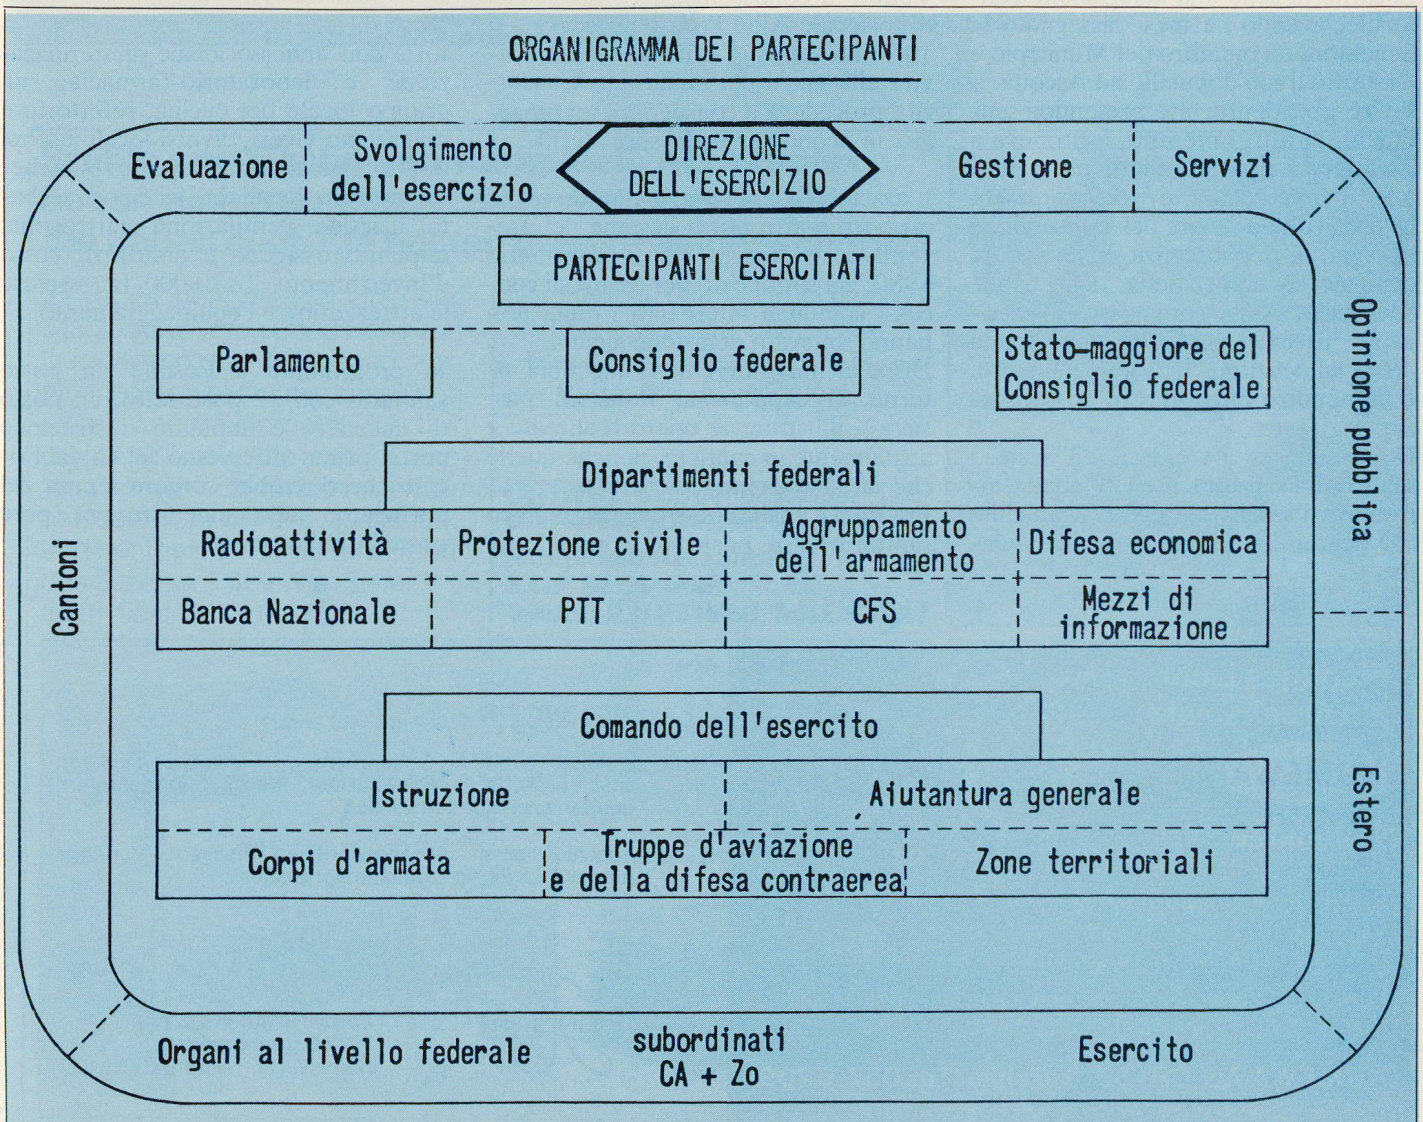 ORGANIGRAMMA DEI PARTECIPANTI
Evaluazione
Svolgimento
dell'esercizio
DIREZIONE
DELL'ESERCIZIO
Gestione
Servizi
PARTECIPANTI ESERCITATI
Parlamento
Consiglio federale
Stato-maggiore del
Consiglio federale
Dipartimenti federali
Radioattività
Protezione civile
Aggruppamento
dell'armamento
Difesa economica
Banca Nazionale
PTT
CFS
Mezzi di
informazione
Comando dell'esercito
Istruzione
Aiutantura generale
Corpi d'armata
Truppe d'aviazione
e della difesa contraerea
Zone territoriali
Cantoni
Opinione pubblica
Estero
Organi al livello federale
subordinati
CA + Zo
Esercito